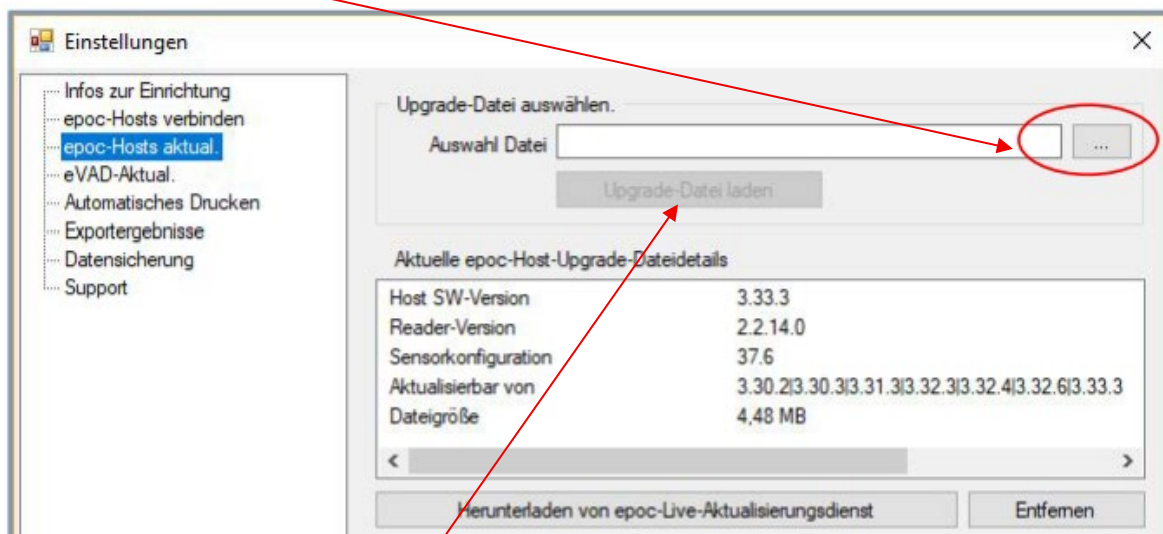 Einstellungen
Infos zur Einrichtung
epoc-Hosts verbinden
epoc-Hosts aktual.
eVAD-Aktual.
Automatisches Drucken
Exportergebnisse
Datensicherung
Support
Upgrade-Datei auswählen.
Auswahl Datei ...
Upgrade-Datei laden
Aktuelle epoc-Host-Upgrade-Dateidetails
Host SW-Version 3.33.3
Reader-Version 2.2.14.0
Sensorkonfiguration 37.6
Aktualisierbar von 3.30.2|3.30.3|3.31.3|3.32.3|3.32.4|3.32.6|3.33.3
Dateigröße 4,48 MB
Herunterladen von epoc-Live-Aktualisierungsdienst Entfernen